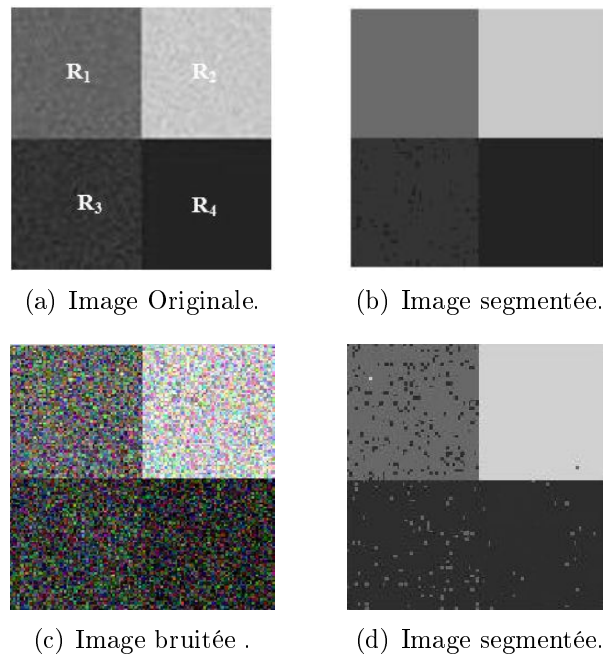 R1 R2
R3 R4
(a) Image Originale. (b) Image segmentée.
(c) Image bruitée . (d) Image segmentée.